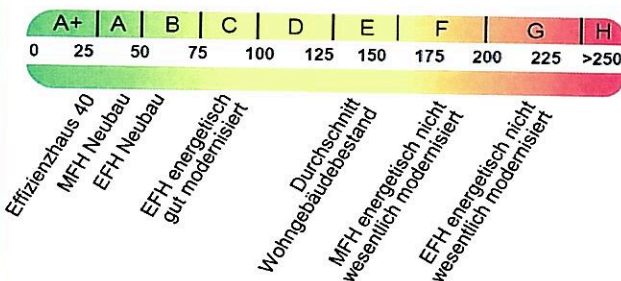 A+ A B C D E F G H
0 25 50 75 100 125 150 175 200 225 >250
Effizienzhaus 40
MFH Neubau
EFH Neubau
EFH energetisch
gut modernisiert
Durchschnitt
Wohngebäudebestand
MFH energetisch nicht
wesentlich modernisiert
EFH energetisch nicht
wesentlich modernisiert